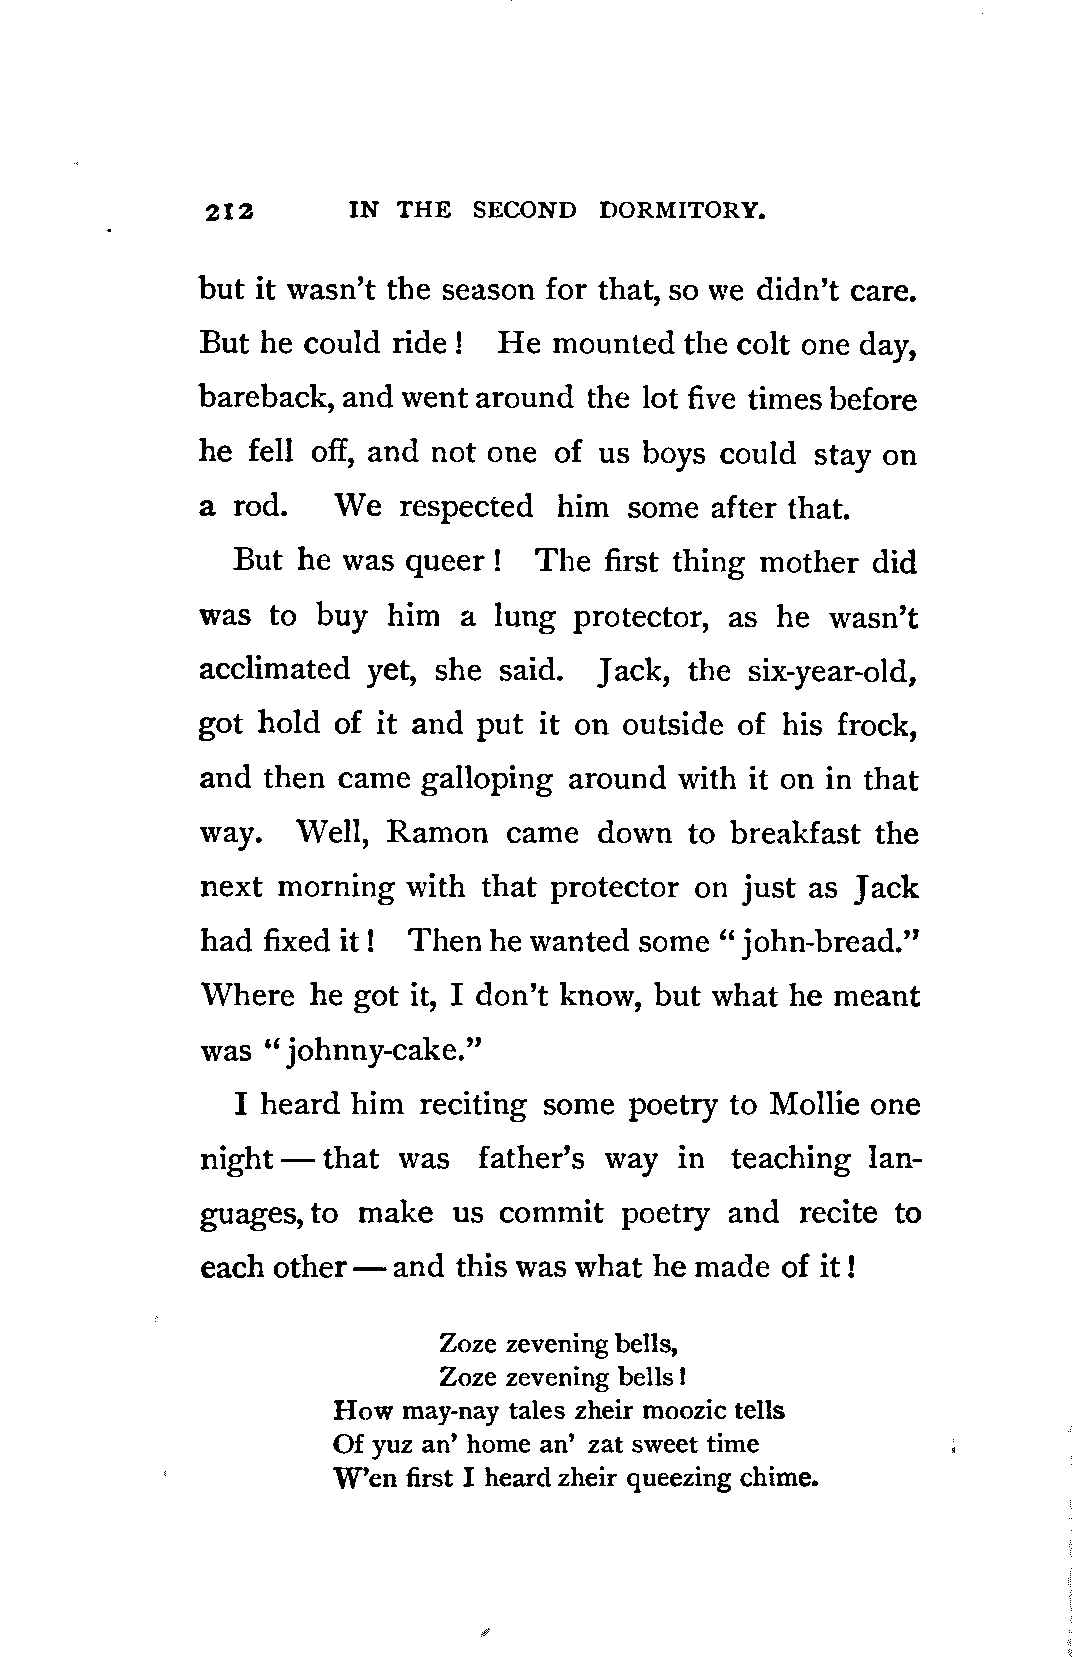 212 IN THE SECOND DORMITORY.
but it wasn't the season for that, so we didn't care.
But he could ride! He mounted the colt one day,
bareback, and went around the lot five times before
he fell off, and not one of us boys could stay on
a rod. We respected him some after that.
But he was queer! The first thing mother did
was to buy him a lung protector, as he wasn't
acclimated yet, she said. Jack, the six-year-old,
got hold of it and put it on outside of his frock,
and then came galloping around with it on in that
way. Well, Ramon came down to breakfast the
next morning with that protector on just as Jack
had fixed it! Then he wanted some "john-bread."
Where he got it, I don't know, but what he meant
was "johnny-cake."
I heard him reciting some poetry to Mollie one
night — that was father's way in teaching lan-
guages, to make us commit poetry and recite to
each other — and this was what he made of it!
Zoze zevening bells,
Zoze zevening bells!
How may-nay tales zheir moozic tells
Of yuz an' home an' zat sweet time
W'en first I heard zheir queezing chime.